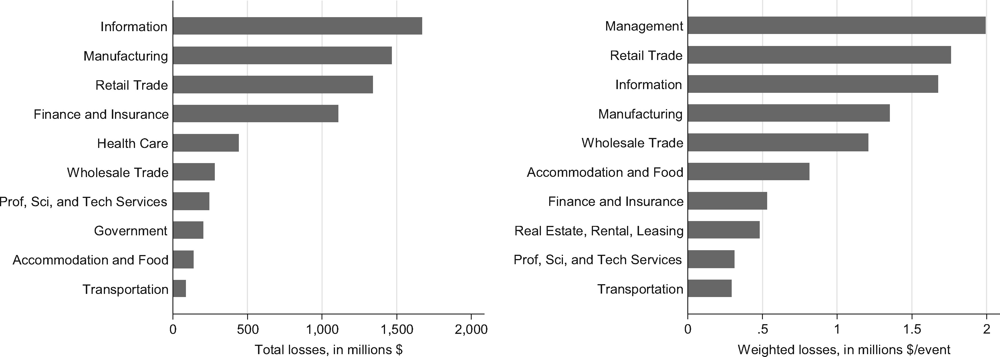 Information
Manufacturing
Retail Trade
Finance and Insurance
Health Care
Wholesale Trade
Prof, Sci, and Tech Services
Government
Accommodation and Food
Transportation
0 500 1,000 1,500 2,000
Total losses, in millions $
Management
Retail Trade
Information
Manufacturing
Wholesale Trade
Accommodation and Food
Finance and Insurance
Real Estate, Rental, Leasing
Prof, Sci, and Tech Services
Transportation
0 .5 1 1.5 2
Weighted losses, in millions $/event